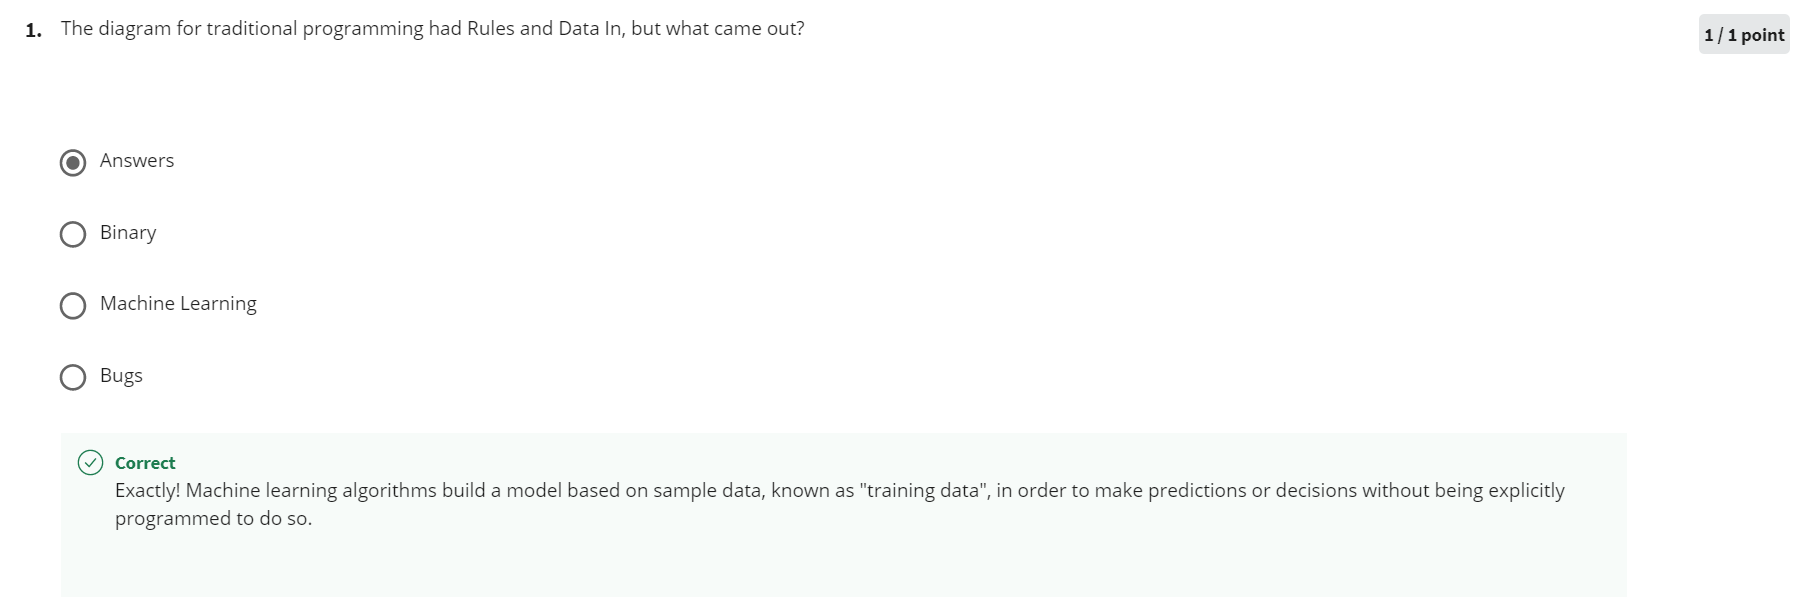 1. The diagram for traditional programming had Rules and Data In, but what came out?
1 / 1 point
Answers
Binary
Machine Learning
Bugs
Correct
Exactly! Machine learning algorithms build a model based on sample data, known as "training data", in order to make predictions or decisions without being explicitly
programmed to do so.